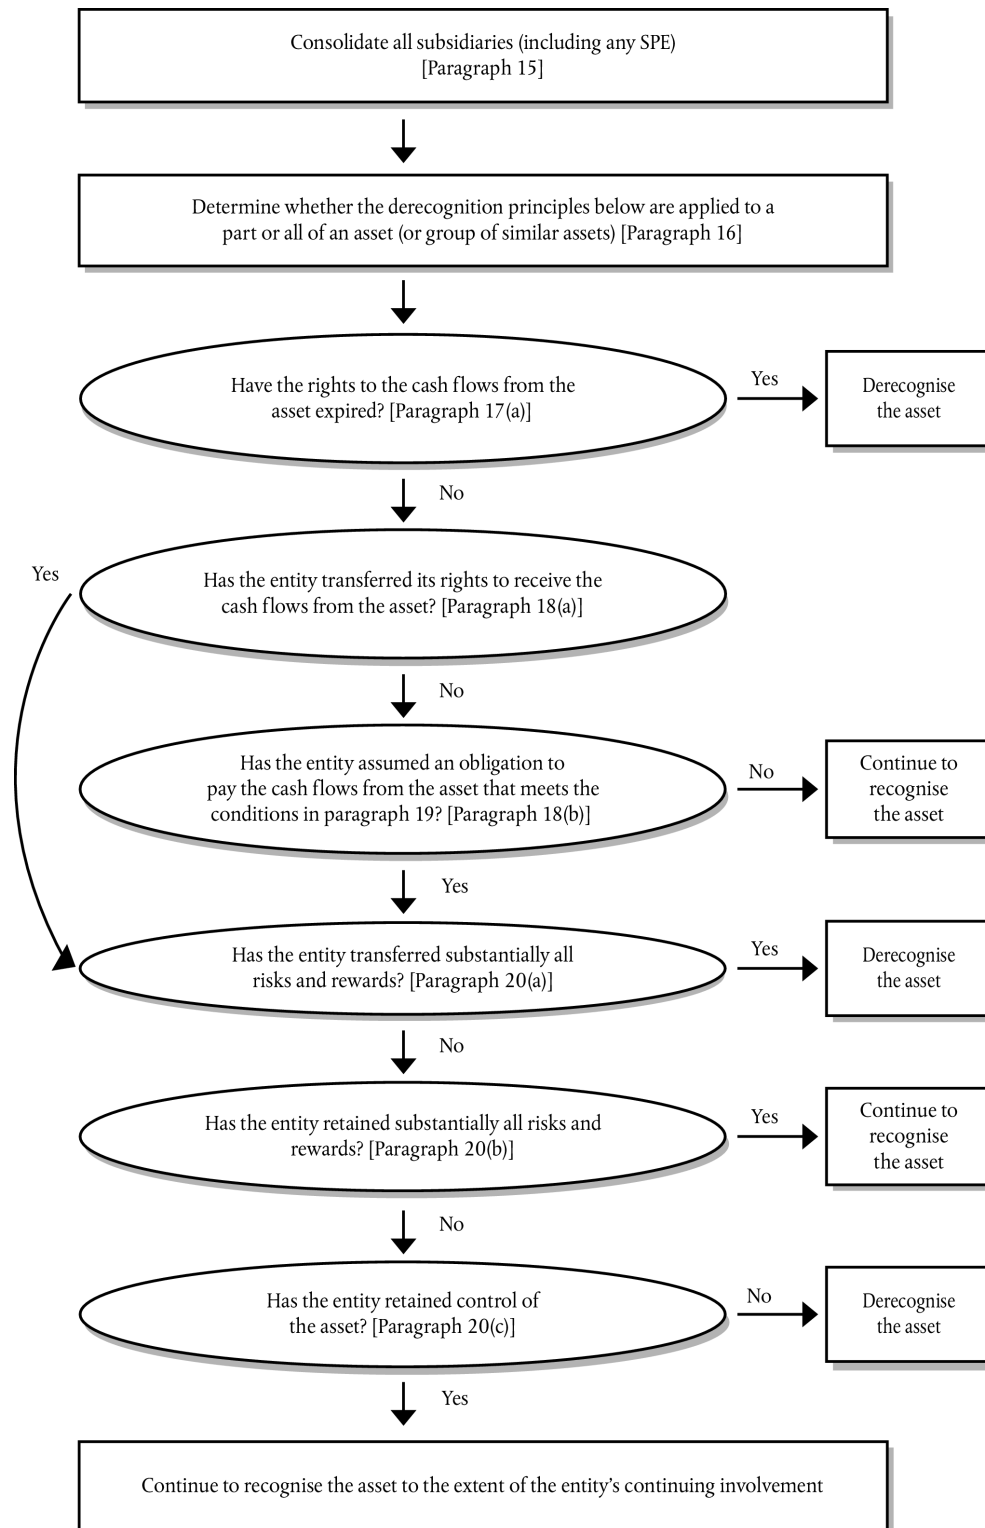 Consolidate all subsidiaries (including any SPE)
[Paragraph 15]
Determine whether the derecognition principles below are applied to a
part or all of an asset (or group of similar assets) [Paragraph 16]
Have the rights to the cash flows from the
asset expired? [Paragraph 17(a)]
Yes
Derecognise
the asset
No
Has the entity transferred its rights to receive the
cash flows from the asset? [Paragraph 18(a)]
Yes
No
Has the entity assumed an obligation to
pay the cash flows from the asset that meets the
conditions in paragraph 19? [Paragraph 18(b)]
No
Continue to
recognise
the asset
Yes
Has the entity transferred substantially all
risks and rewards? [Paragraph 20(a)]
Yes
Derecognise
the asset
No
Has the entity retained substantially all risks and
rewards? [Paragraph 20(b)]
Yes
Continue to
recognise
the asset
No
Has the entity retained control of
the asset? [Paragraph 20(c)]
No
Derecognise
the asset
Yes
Continue to recognise the asset to the extent of the entity’s continuing involvement